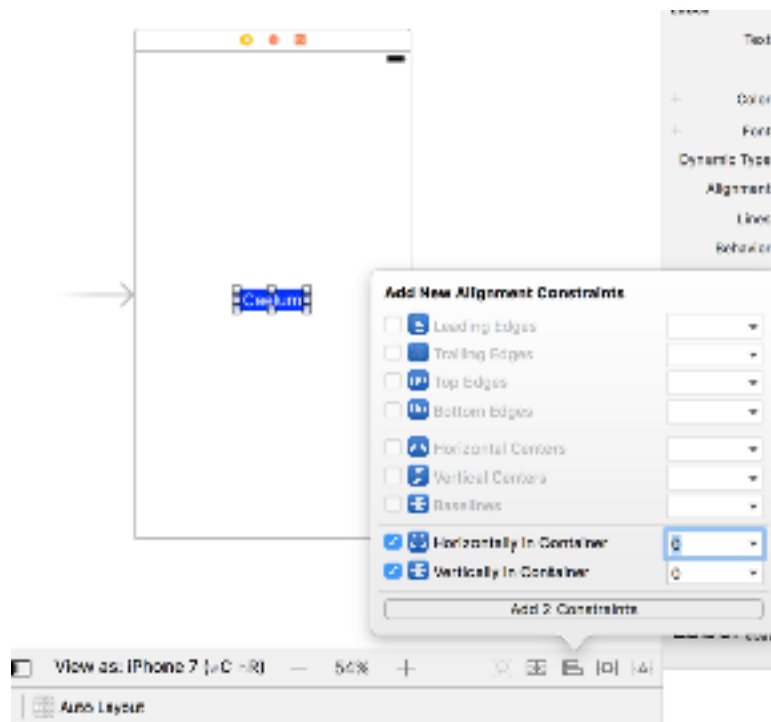 Text
Color
Font
Dynamic Type
Alignment
Lines
Behavior
Add New Alignment Constraints
Leading Edges
Trailing Edges
Top Edges
Bottom Edges
Horizontal Centers
Vertical Centers
Baselines
Horizontally in Container 0
Vertically in Container 0
Add 2 Constraints
View as: iPhone 7 — 54% +
Auto Layout